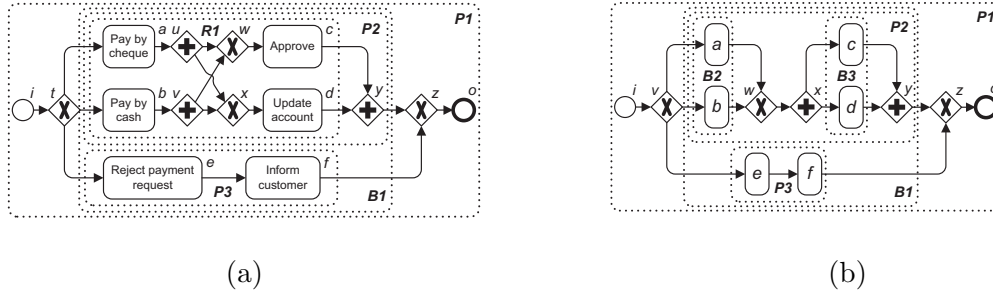 P1
P2
a
u
R1
w
c
Pay by
cheque
Approve
i
t
b
v
x
d
y
z
o
Pay by
cash
Update
account
e
f
Reject payment
request
Inform
customer
P3
B1
(a)
P1
P2
a
c
B2
B3
i
v
b
w
x
d
y
z
e
f
P3
B1
(b)